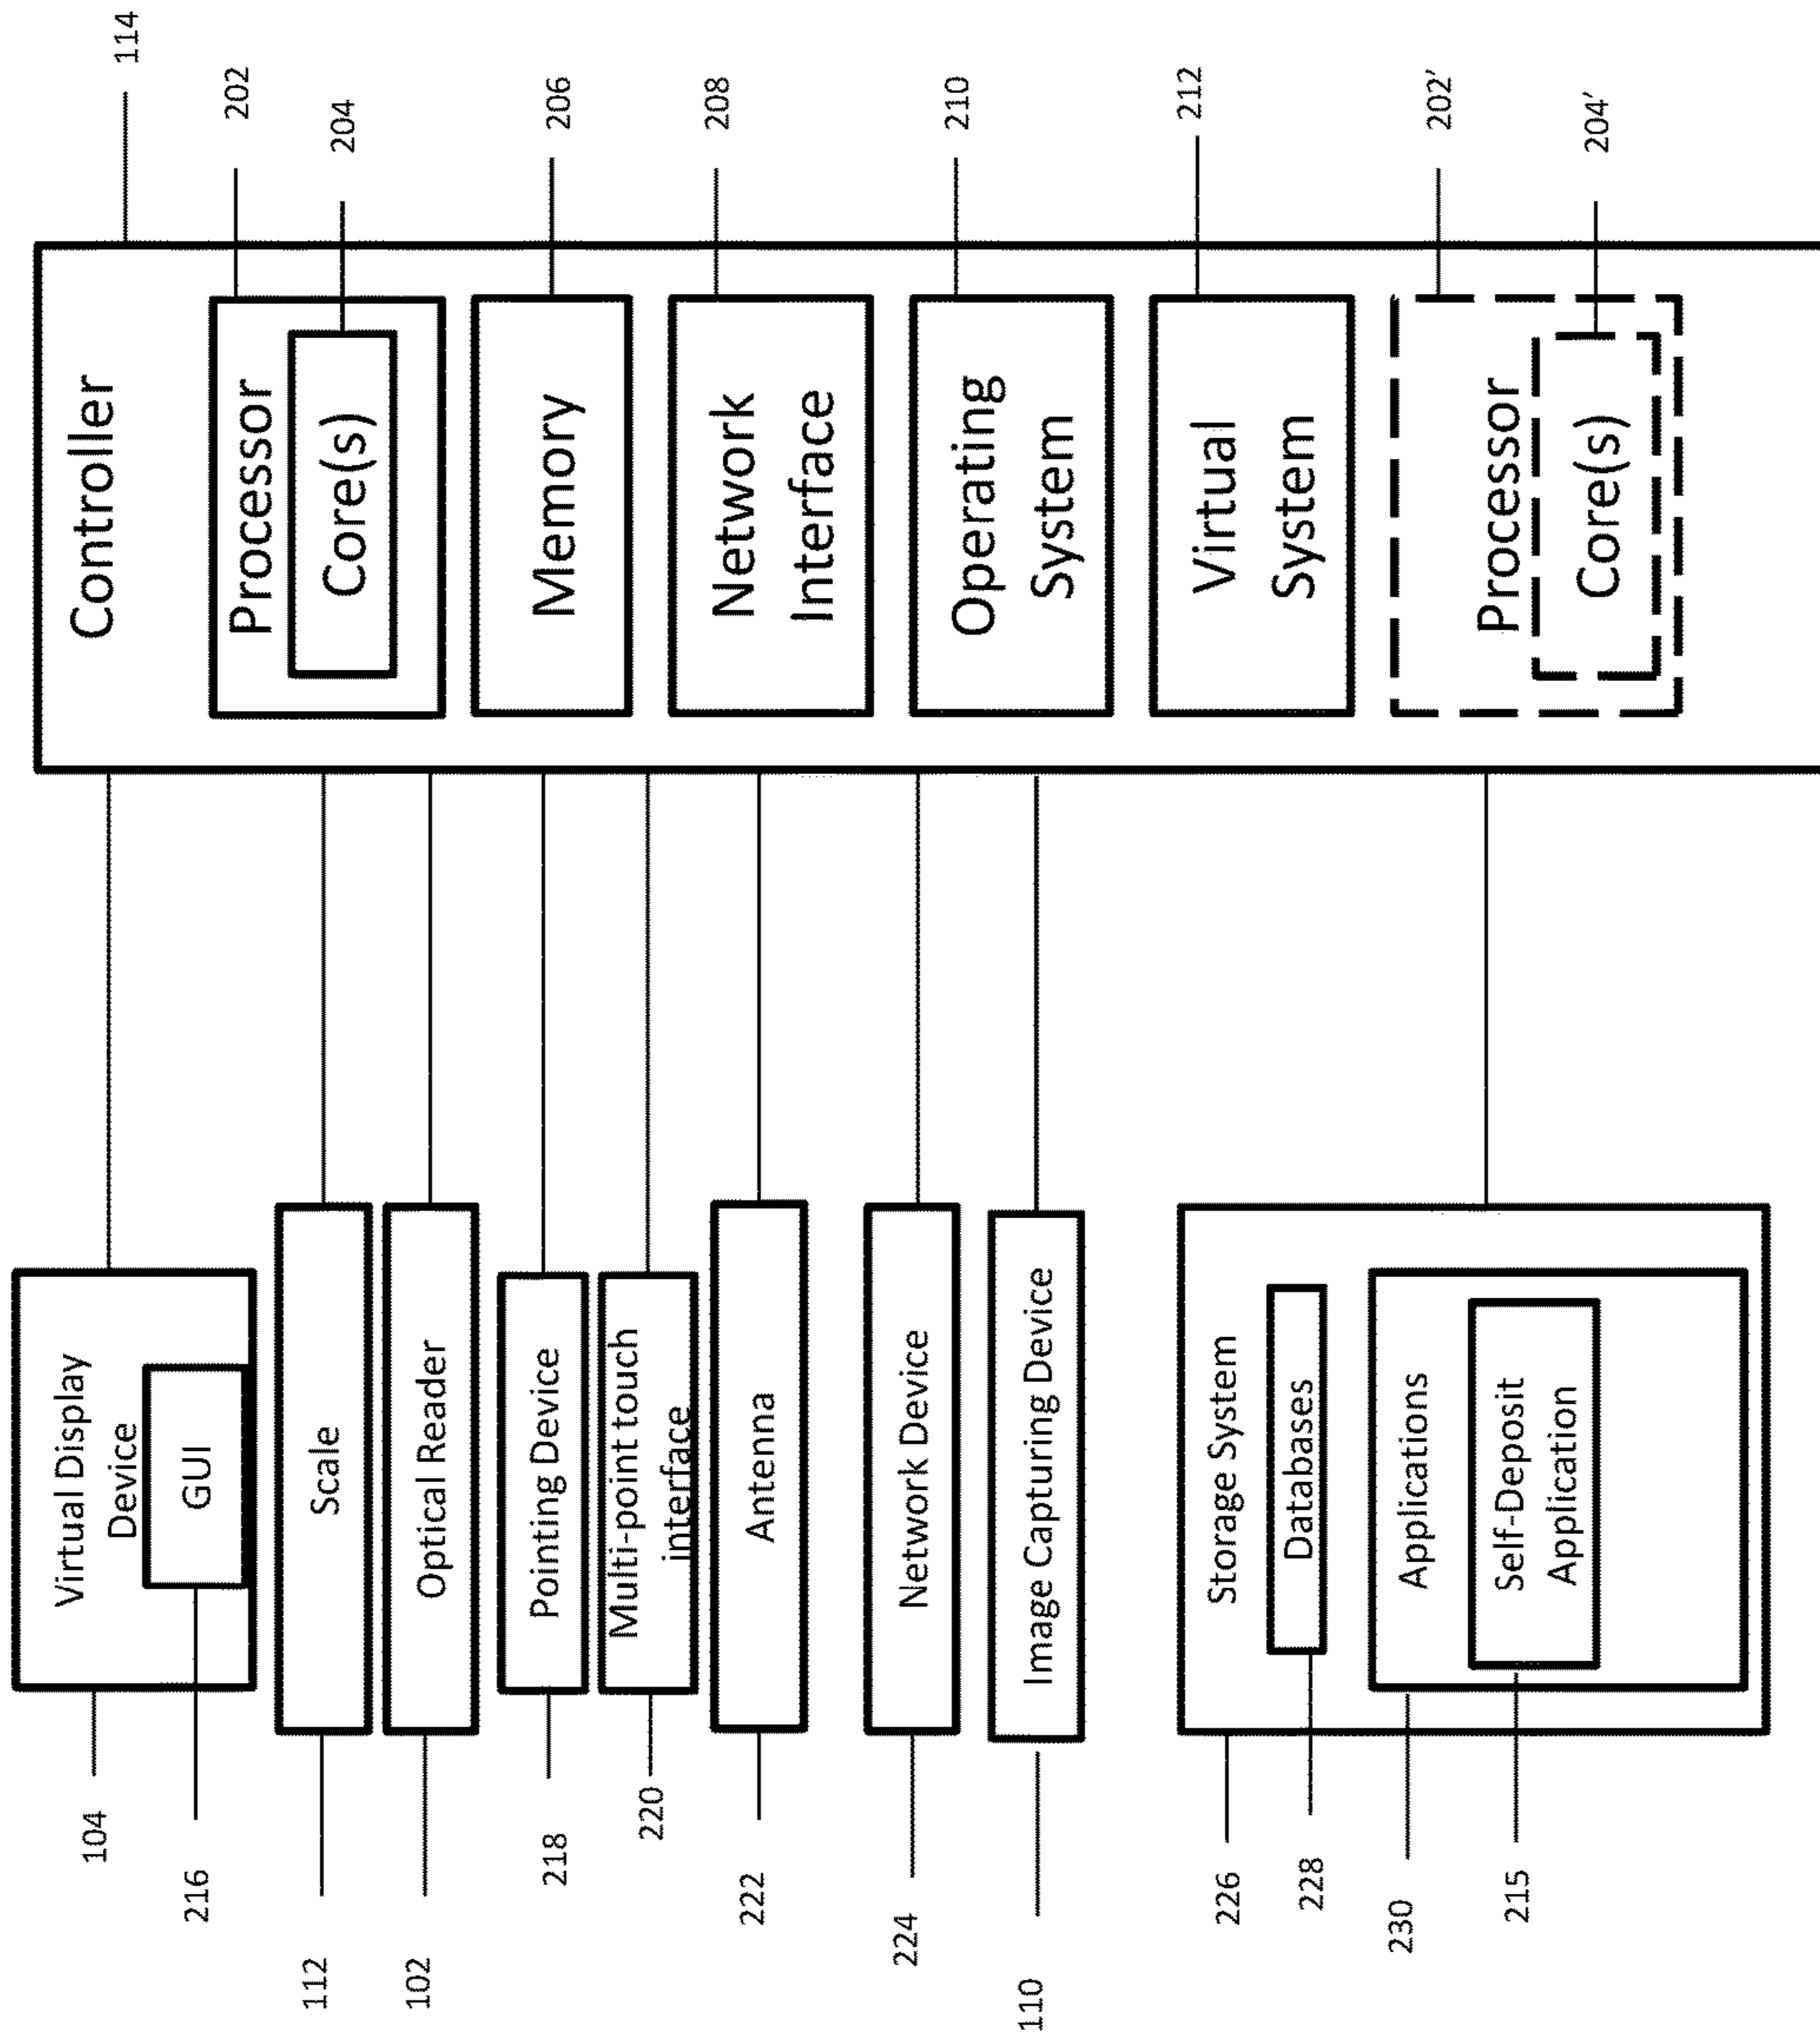 114
202
204
206
208
210
212
202'
204'
Controller
Processor
Core(s)
Memory
Network
Interface
Operating
System
Virtual
System
Processor
Core(s)
Virtual Display
Device
GUI
Scale
Optical Reader
Pointing Device
Multi-point touch
interface
Antenna
Network Device
Image Capturing Device
Storage System
Databases
Applications
Self-Deposit
Application
104
216
112
102
218
220
222
224
110
226
228
230
215